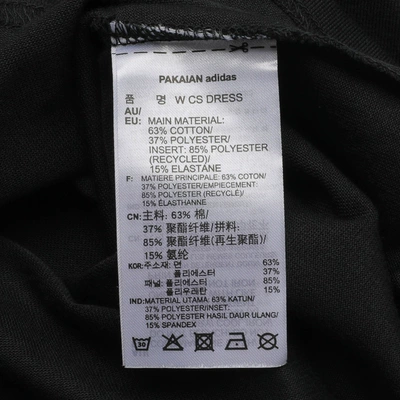 PAKAIAN adidas
품 명 W CS DRESS
AU/
EU: MAIN MATERIAL:
63% COTTON/
37% POLYESTER/
INSERT: 85% POLYESTER
(RECYCLED)/
15% ELASTANE
F: MATIERE PRINCIPALE: 63% COTON/
37% POLYESTER/EMPIECEMENT:
85% POLYESTER (RECYCLÉ)/
15% ÉLASTHANNE
CN: 主料: 63% 棉/
37% 聚酯纤维/拼料:
85% 聚酯纤维(再生聚酯)/
15% 氨纶
KOR: 주소재: 면 63%
폴리에스터 37%
패널: 폴리에스터 85%
폴리우레탄 15%
IND: MATERIAL UTAMA: 63% KATUN/
37% POLYESTER/INSET:
85% POLYESTER HASIL DAUR ULANG/
15% SPANDEX
30